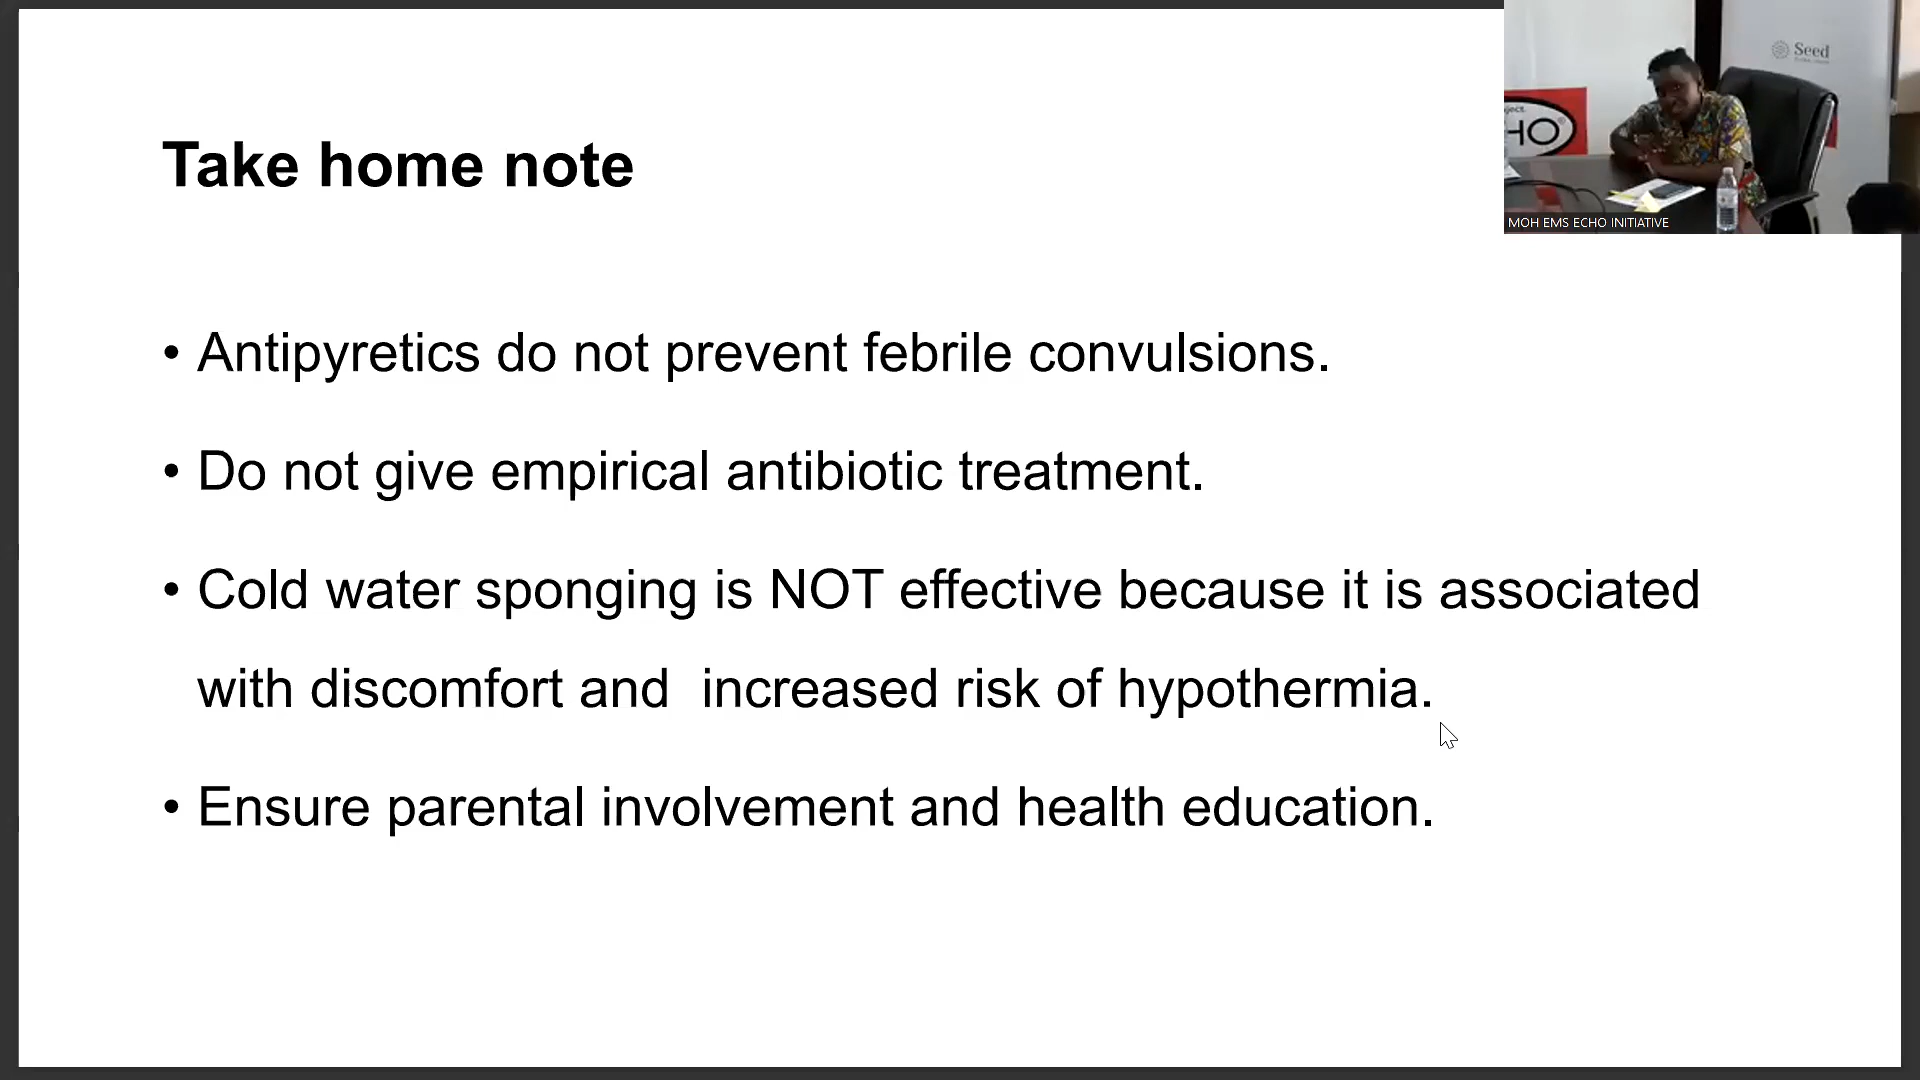 Take home note
• Antipyretics do not prevent febrile convulsions.
• Do not give empirical antibiotic treatment.
• Cold water sponging is NOT effective because it is associated
with discomfort and  increased risk of hypothermia.
• Ensure parental involvement and health education.
Seed
HO®
MOH EMS ECHO INITIATIVE